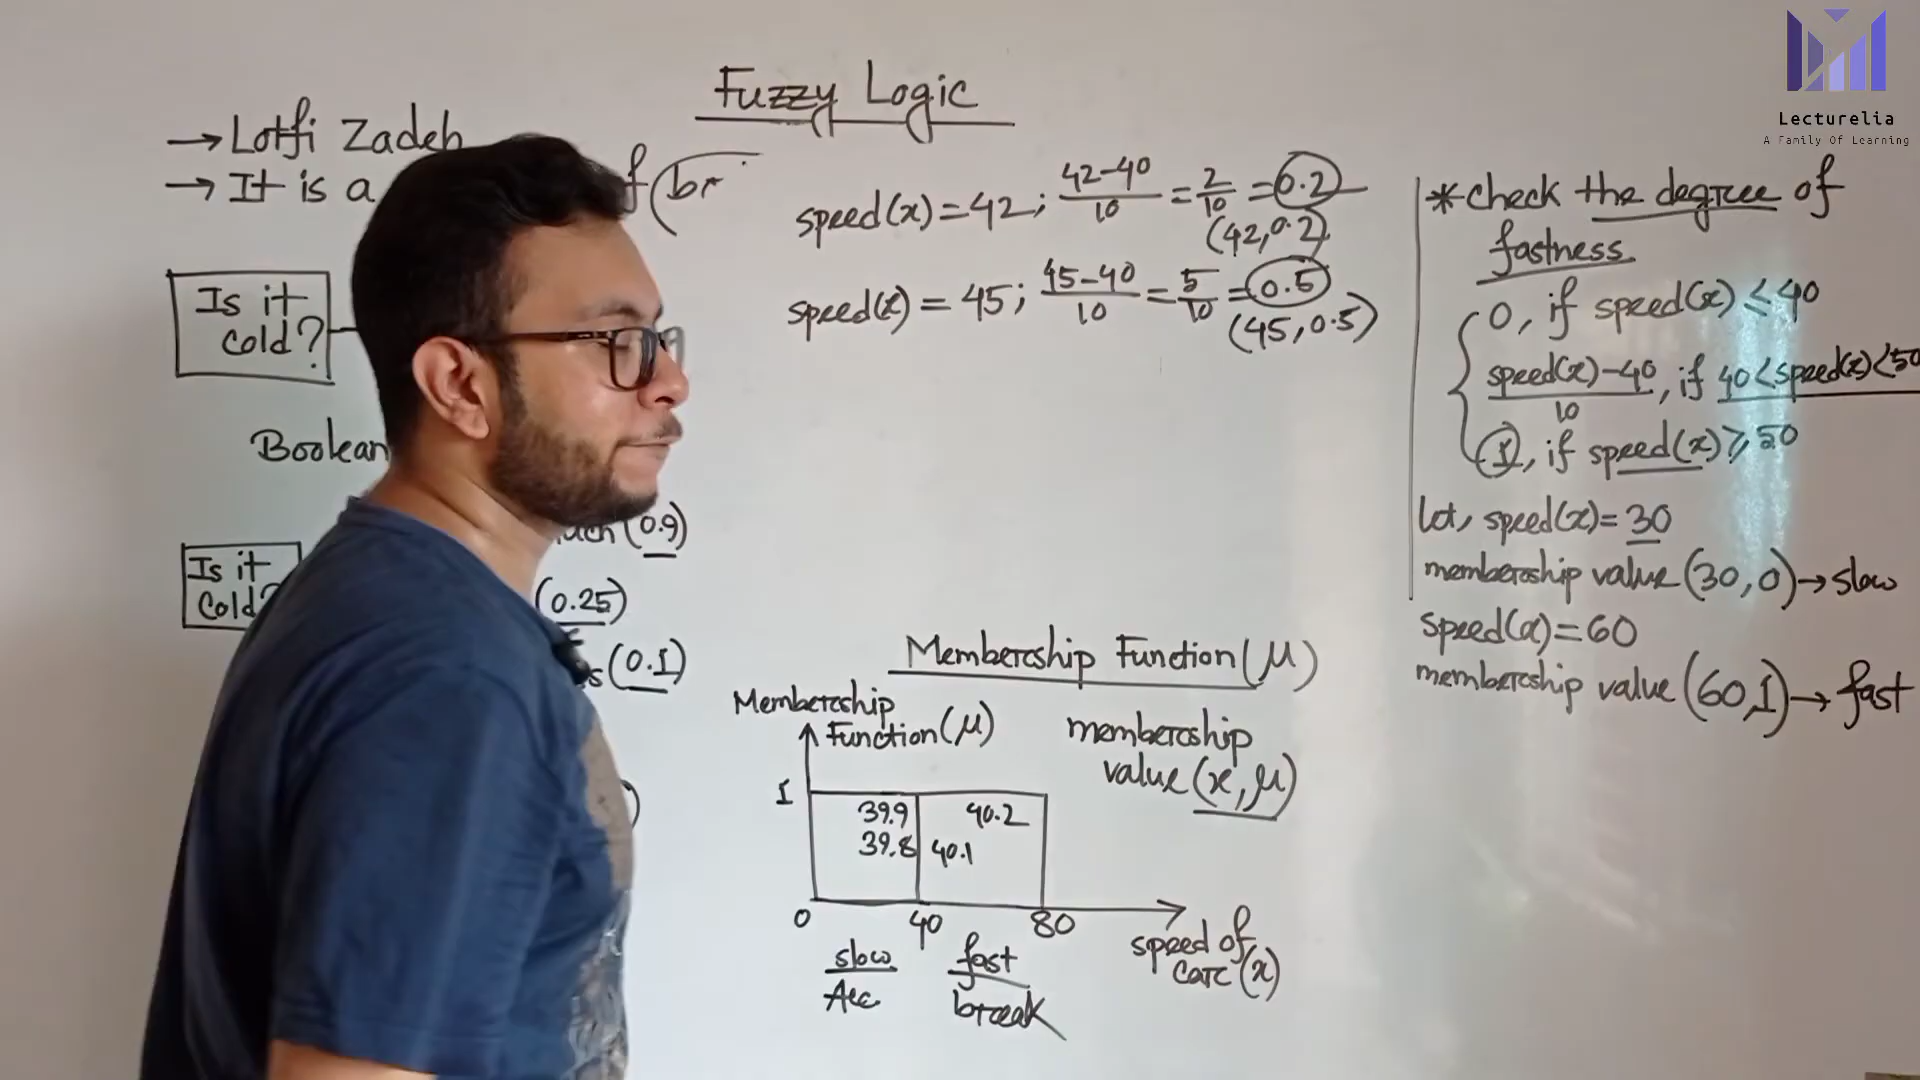 Fuzzy Logic
Lecturelia
A Family Of Learning
→ Lotfi Zadeh
→ It is a
Is it
cold?
Boolean
(0.9)
Is it
Cold?
(0.25)
(0.1)
speed(x) = 42; 42-40/10 = 2/10 = 0.2
(42,0.2)
speed(x) = 45; 45-40/10 = 5/10 = 0.5
(45,0.5)
Membership Function (μ)
Membership
Function (μ)
membership
value (x, μ)
1
39.9 40.2
39.8 40.1
0 40 80
speed of
Car (x)
slow fast
Acc break
* check the degree of
fastness
0, if speed(x) ≤ 40
speed(x)-40/10, if 40<speed(x)<50
1, if speed(x) ≥ 50
let, speed(x) = 30
membership value (30, 0) → slow
speed(x) = 60
membership value (60, 1) → fast